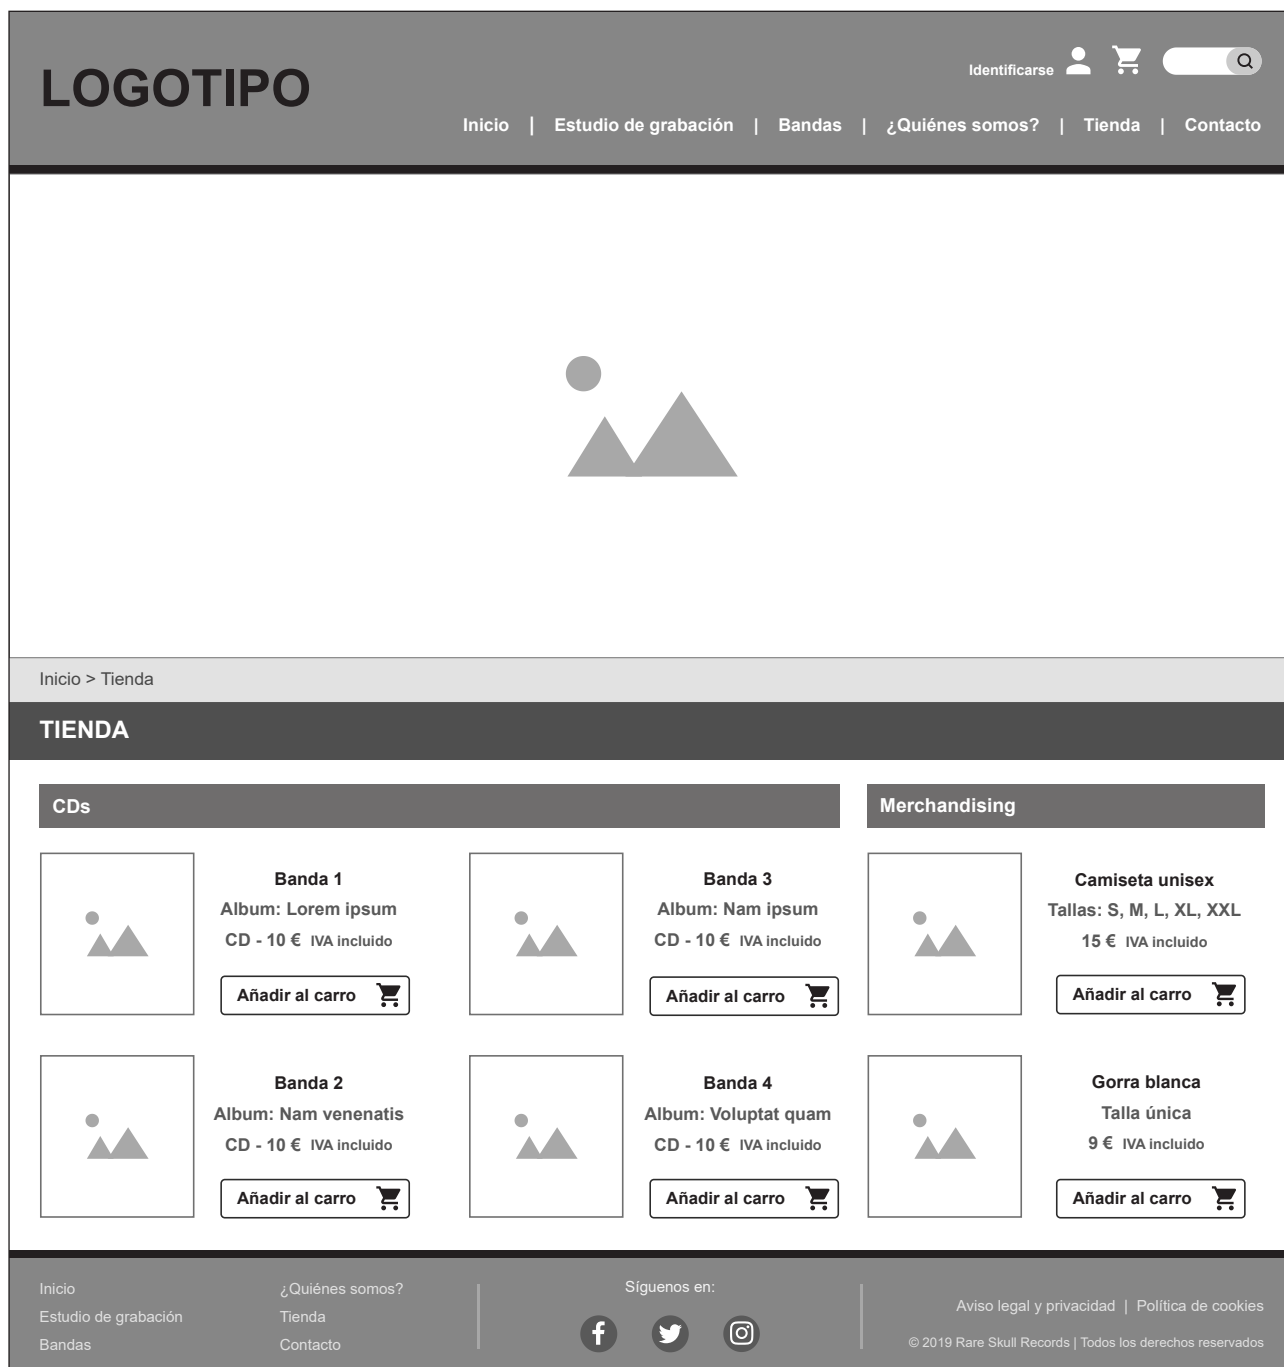 LOGOTIPO
Identificarse
Inicio | Estudio de grabación | Bandas | ¿Quiénes somos? | Tienda | Contacto
Inicio > Tienda
TIENDA
CDs
Banda 1
Album: Lorem ipsum
CD - 10 € IVA incluido
Añadir al carro
Banda 3
Album: Nam ipsum
CD - 10 € IVA incluido
Añadir al carro
Banda 2
Album: Nam venenatis
CD - 10 € IVA incluido
Añadir al carro
Banda 4
Album: Voluptat quam
CD - 10 € IVA incluido
Añadir al carro
Merchandising
Camiseta unisex
Tallas: S, M, L, XL, XXL
15 € IVA incluido
Añadir al carro
Gorra blanca
Talla única
9 € IVA incluido
Añadir al carro
Inicio
Estudio de grabación
Bandas
¿Quiénes somos?
Tienda
Contacto
Síguenos en:
Aviso legal y privacidad | Política de cookies
© 2019 Rare Skull Records | Todos los derechos reservados